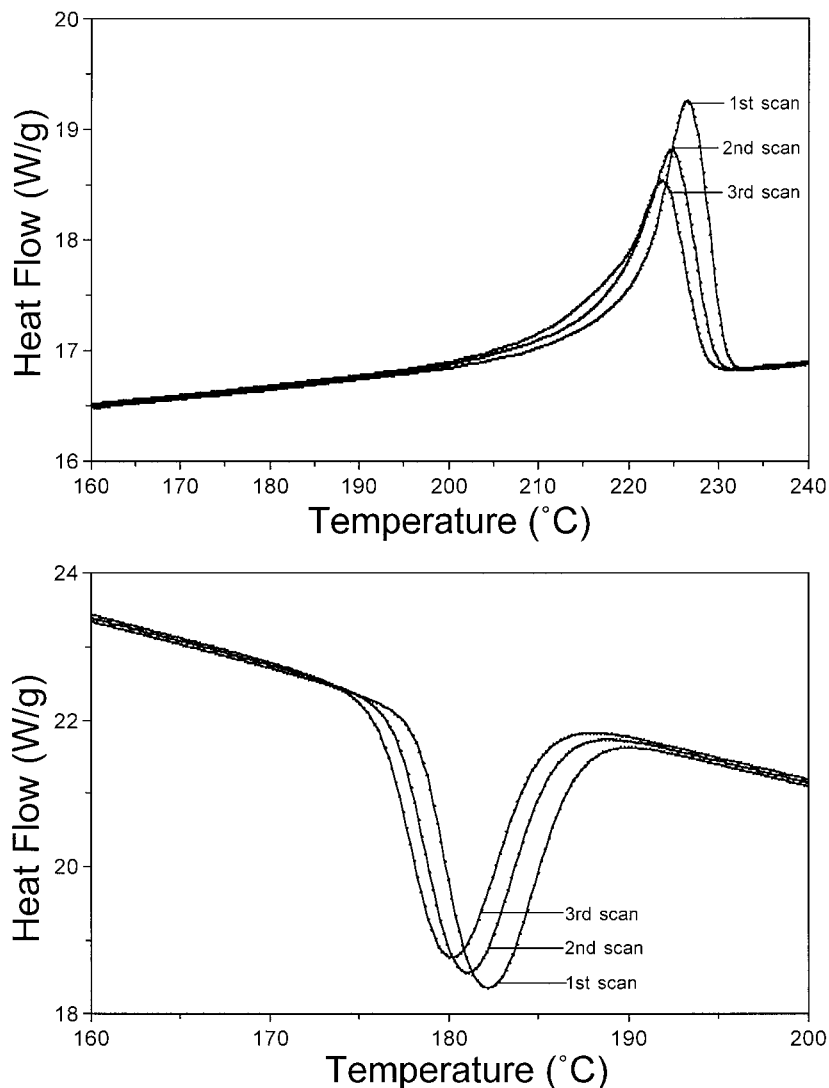 20
19
18
17
16
Heat Flow (W/g)
1st scan
2nd scan
3rd scan
160 170 180 190 200 210 220 230 240
Temperature (˚C)
24
22
20
18
Heat Flow (W/g)
3rd scan
2nd scan
1st scan
160 170 180 190 200
Temperature (˚C)